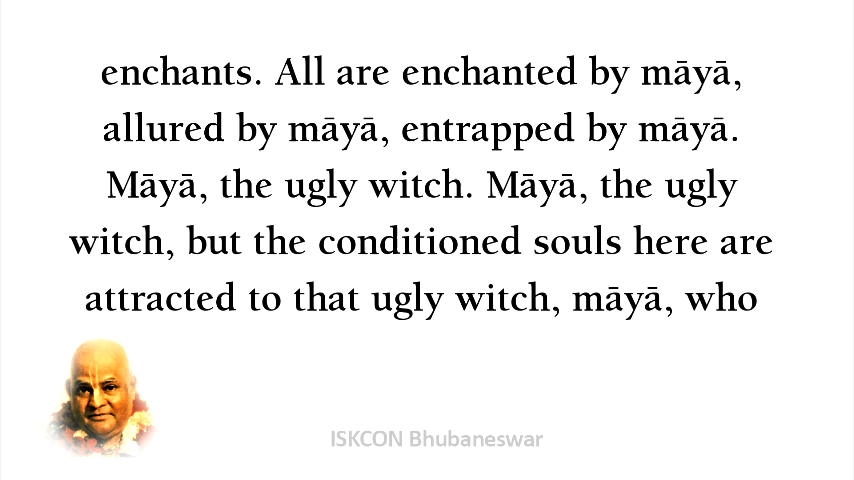 enchants. All are enchanted by māyā,
allured by māyā, entrapped by māyā.
Māyā, the ugly witch. Māyā, the ugly
witch, but the conditioned souls here are
attracted to that ugly witch, māyā, who
ISKCON Bhubaneswar